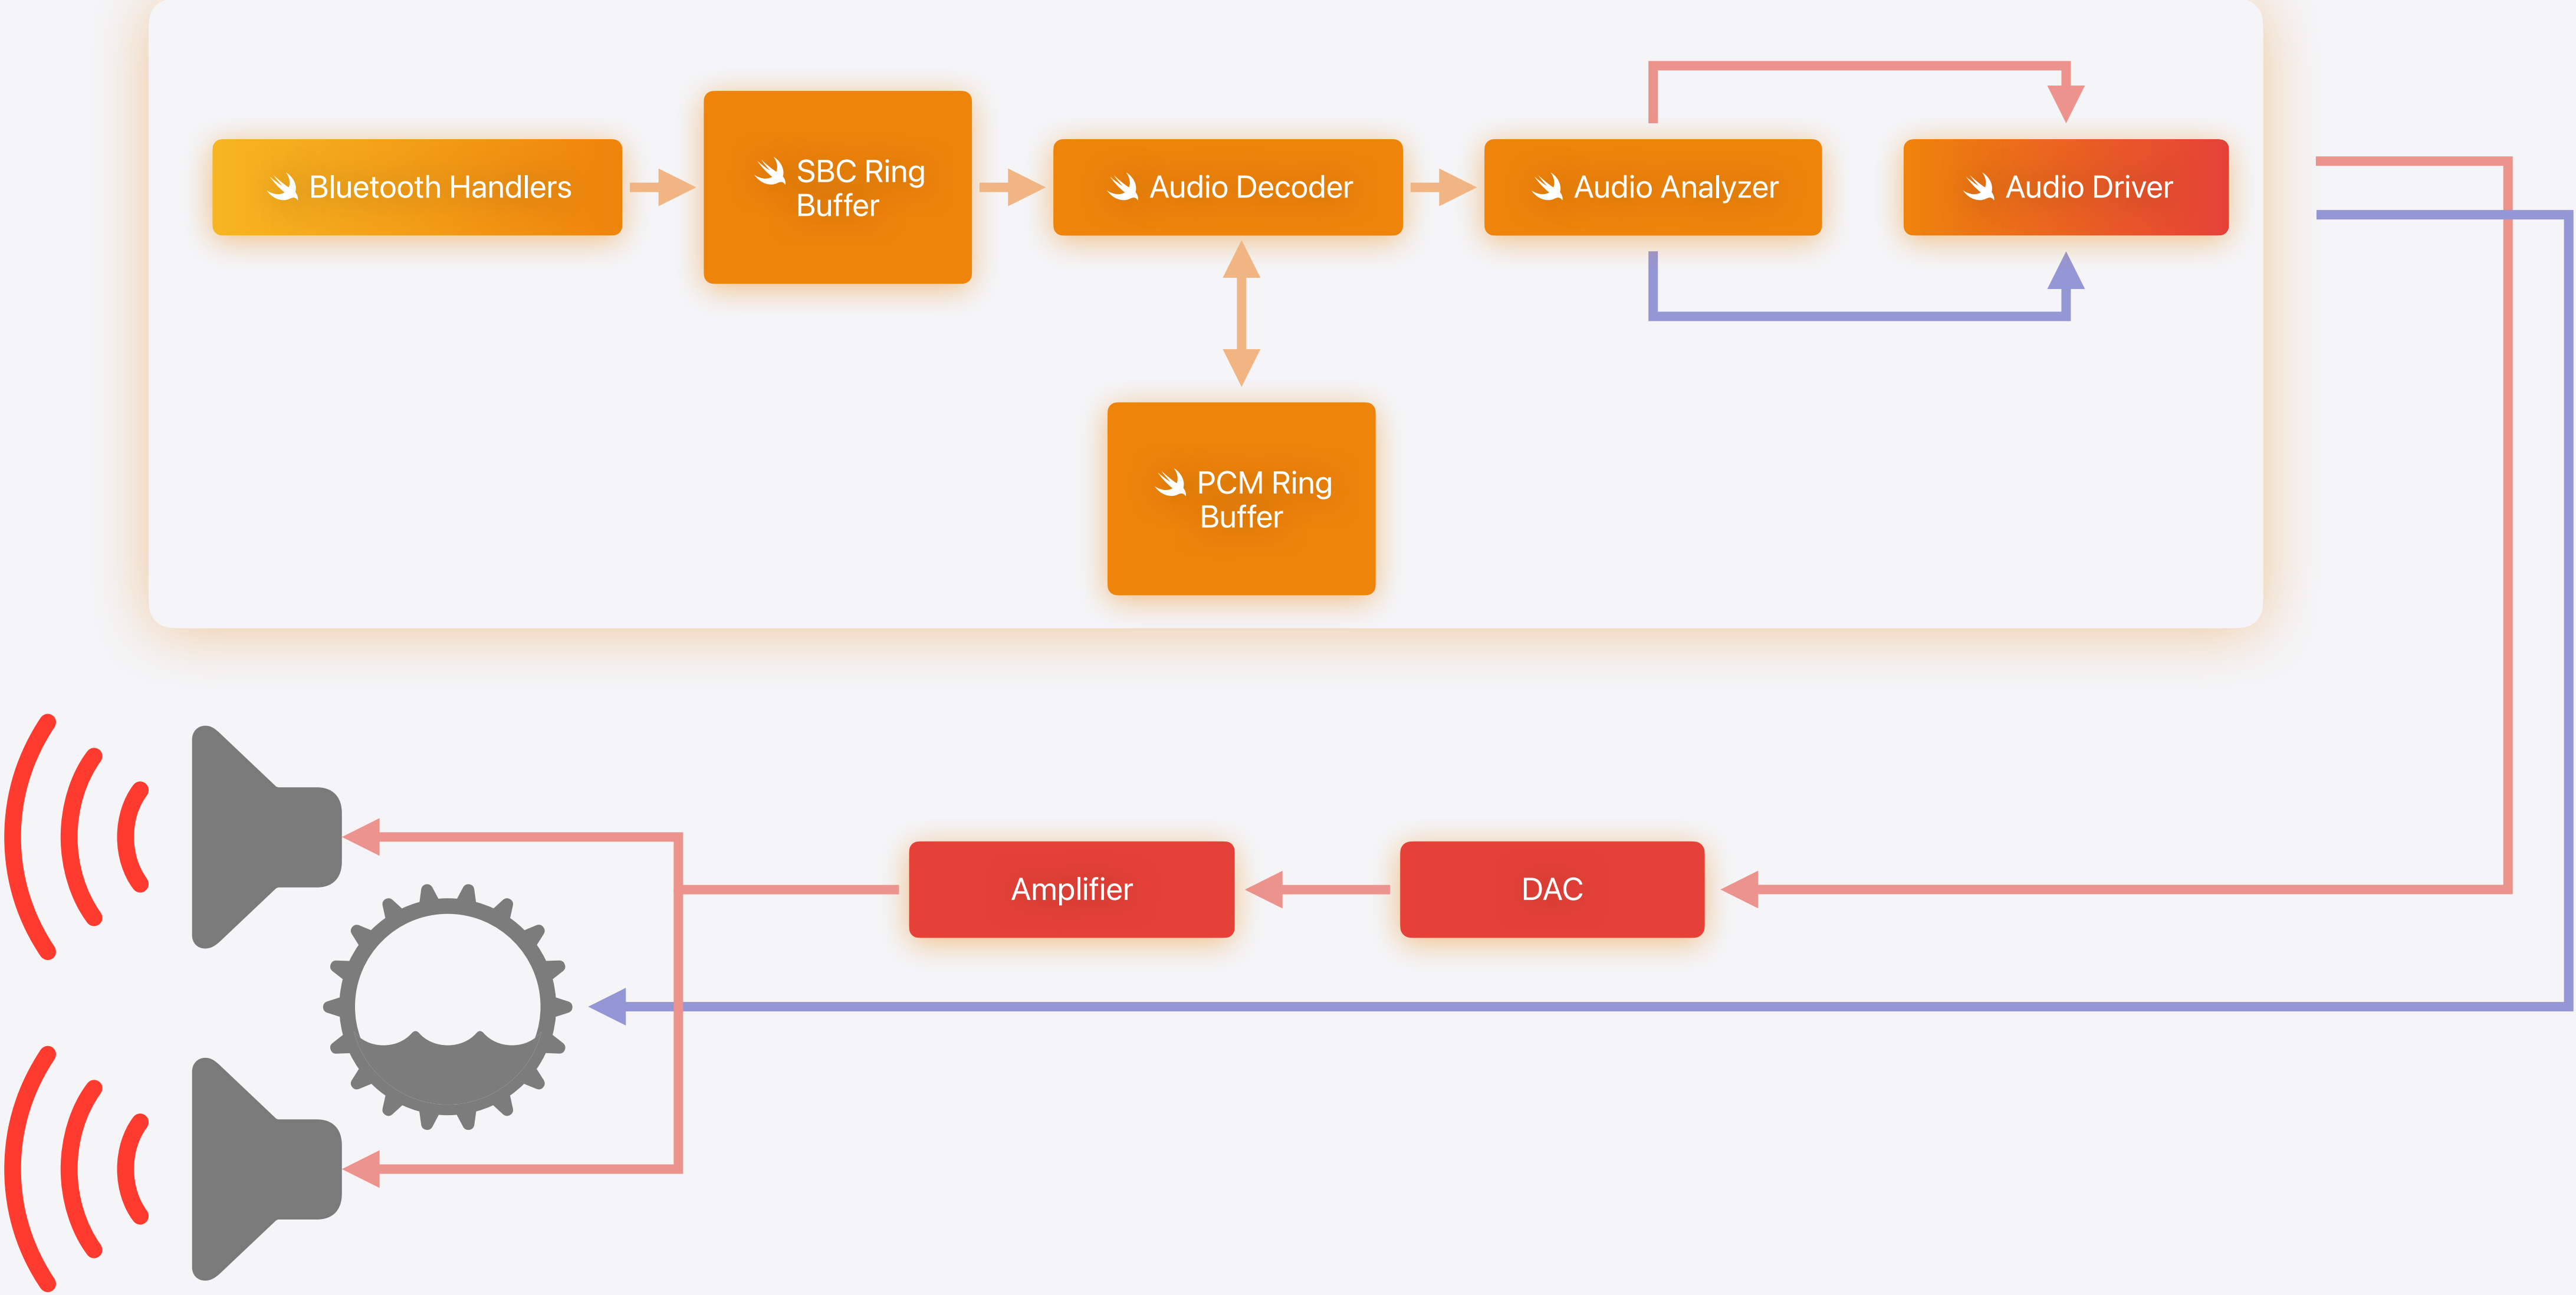 Bluetooth Handlers
SBC Ring
Buffer
Audio Decoder
Audio Analyzer
Audio Driver
PCM Ring
Buffer
Amplifier
DAC